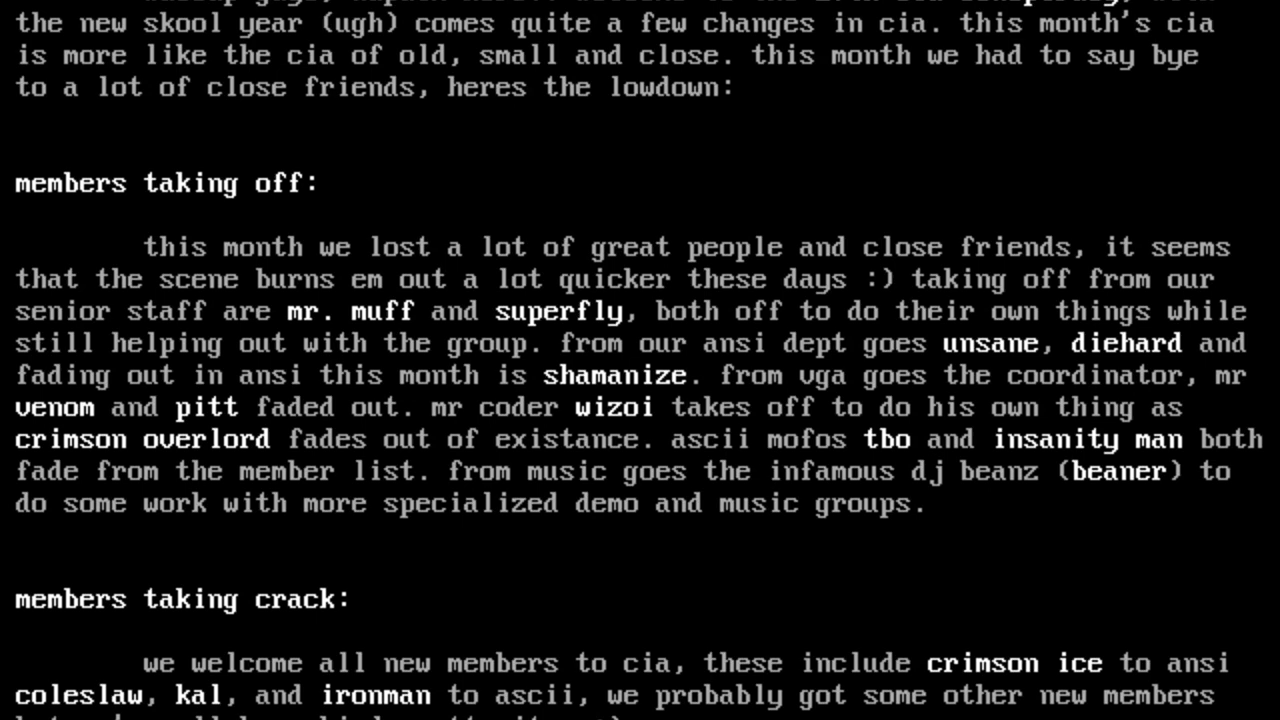 the new skool year (ugh) comes quite a few changes in cia. this month's cia
is more like the cia of old, small and close. this month we had to say bye
to a lot of close friends, heres the lowdown:
members taking off:
this month we lost a lot of great people and close friends, it seems
that the scene burns em out a lot quicker these days :) taking off from our
senior staff are mr. muff and superfly, both off to do their own things while
still helping out with the group. from our ansi dept goes unsane, diehard and
fading out in ansi this month is shamanize. from vga goes the coordinator, mr
venom and pitt faded out. mr coder wizoi takes off to do his own thing as
crimson overlord fades out of existance. ascii mofos tbo and insanity man both
fade from the member list. from music goes the infamous dj beanz (beaner) to
do some work with more specialized demo and music groups.
members taking crack:
we welcome all new members to cia, these include crimson ice to ansi
coleslaw, kal, and ironman to ascii, we probably got some other new members